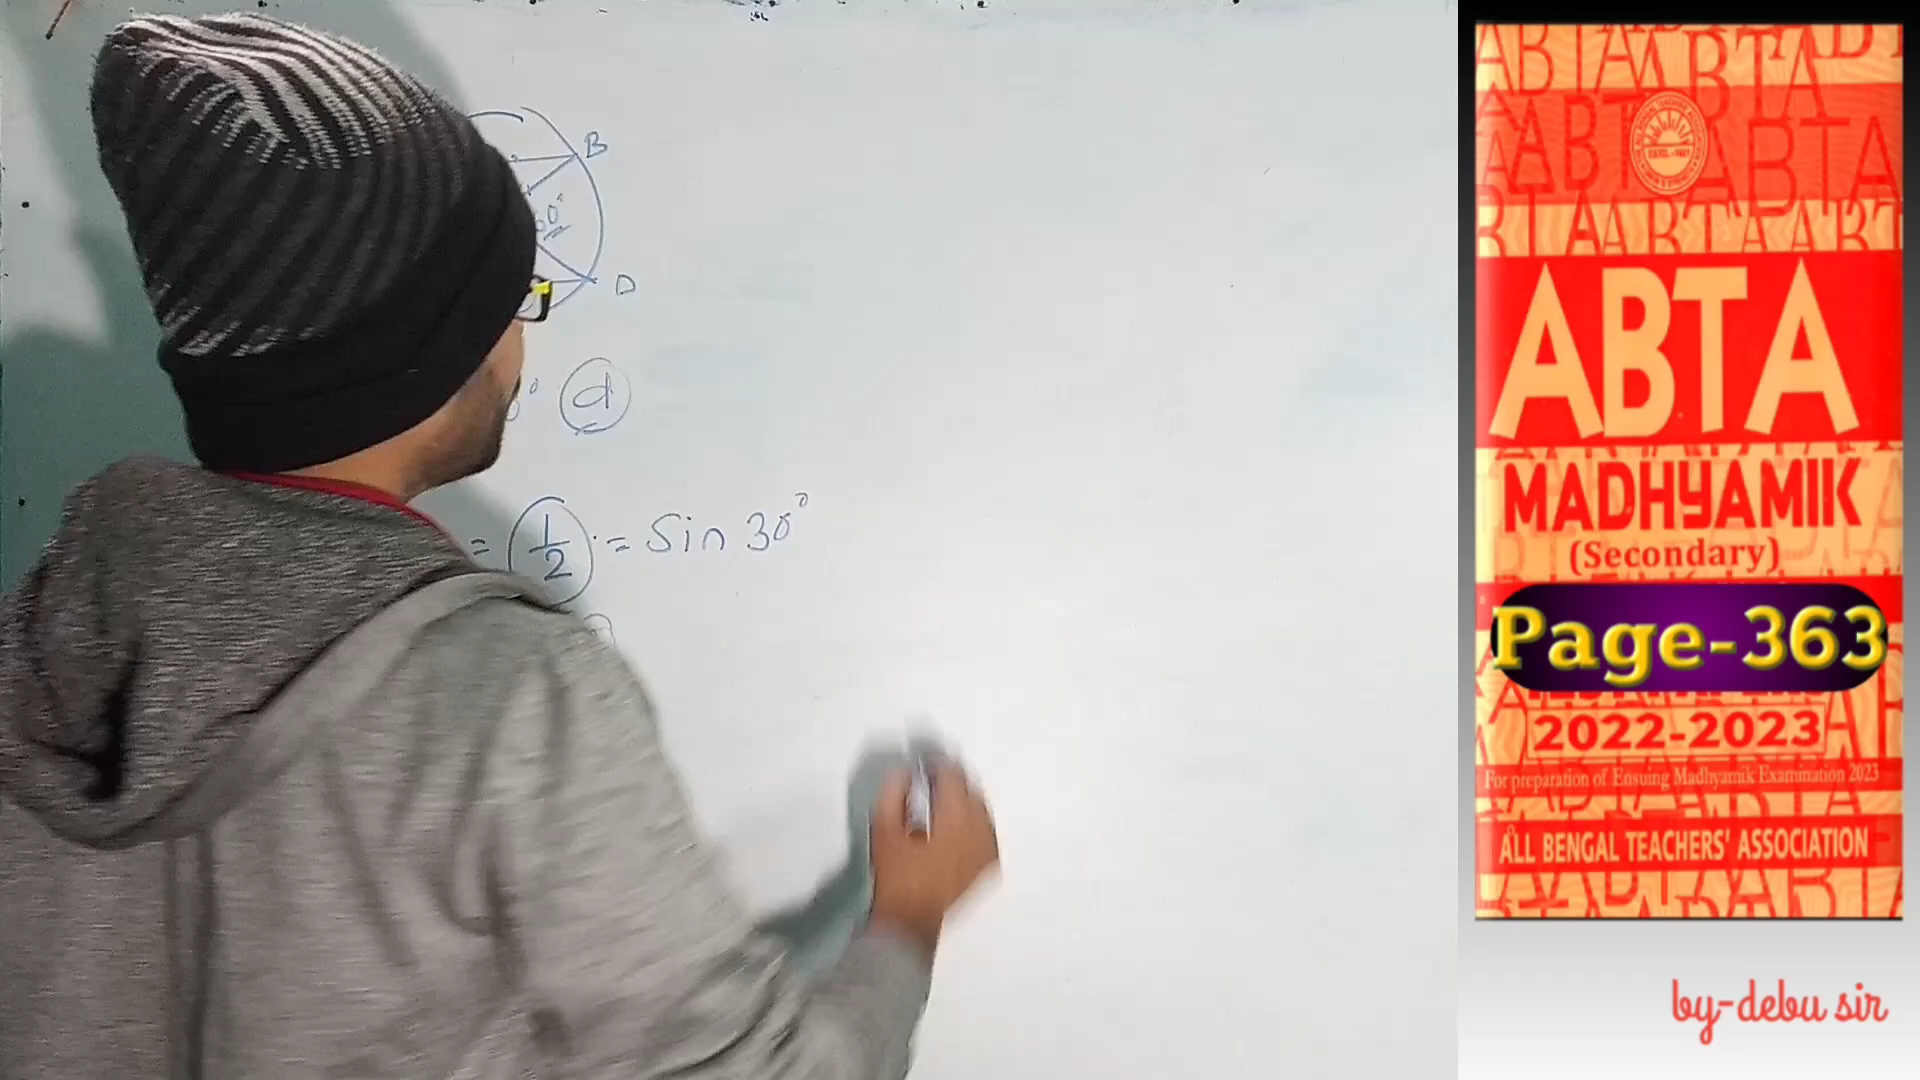 B
60°
D
° d
= 1/2 = Sin 30°
ABTA
MADHYAMIK
(Secondary)
Page-363
2022-2023
For preparation of Ensuing Madhyamik Examination 2023
ALL BENGAL TEACHERS' ASSOCIATION
by-debu sir